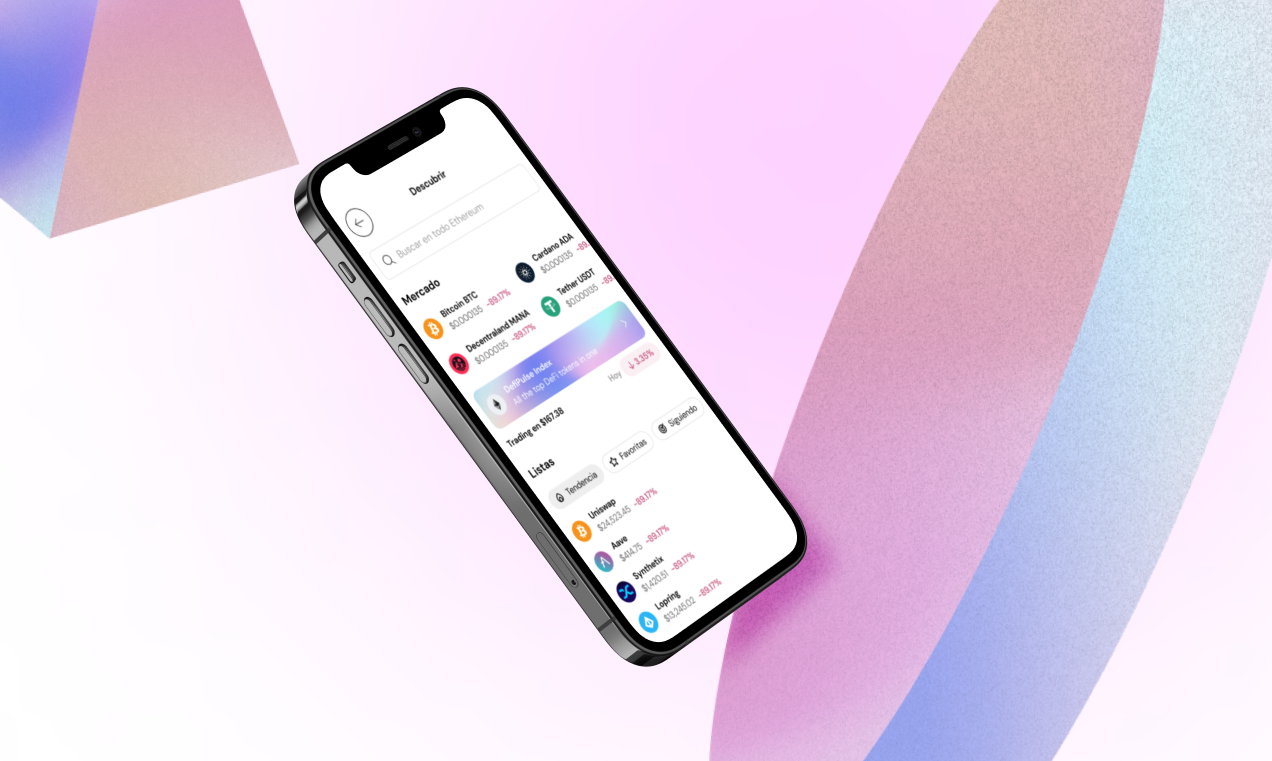 Descubrir
Buscar en todo Ethereum
Mercado
Bitcoin BTC
$0.000135 -89.17%
Cardano ADA
$0.000135 -89
Decentraland MANA
$0.000135 -89.17%
Tether USDT
$0.000135 -89
DefiPulse Index
All the top DeFi tokens in one
Trading en $167.38
Hoy
3.35%
Listas
Tendencia
Favoritas
Siguiendo
Uniswap
$24,523.45 -89.17%
Aave
$414.75 -89.17%
Synthetix
$1,420.51 -89.17%
Lopring
$13,245.02 -89.17%